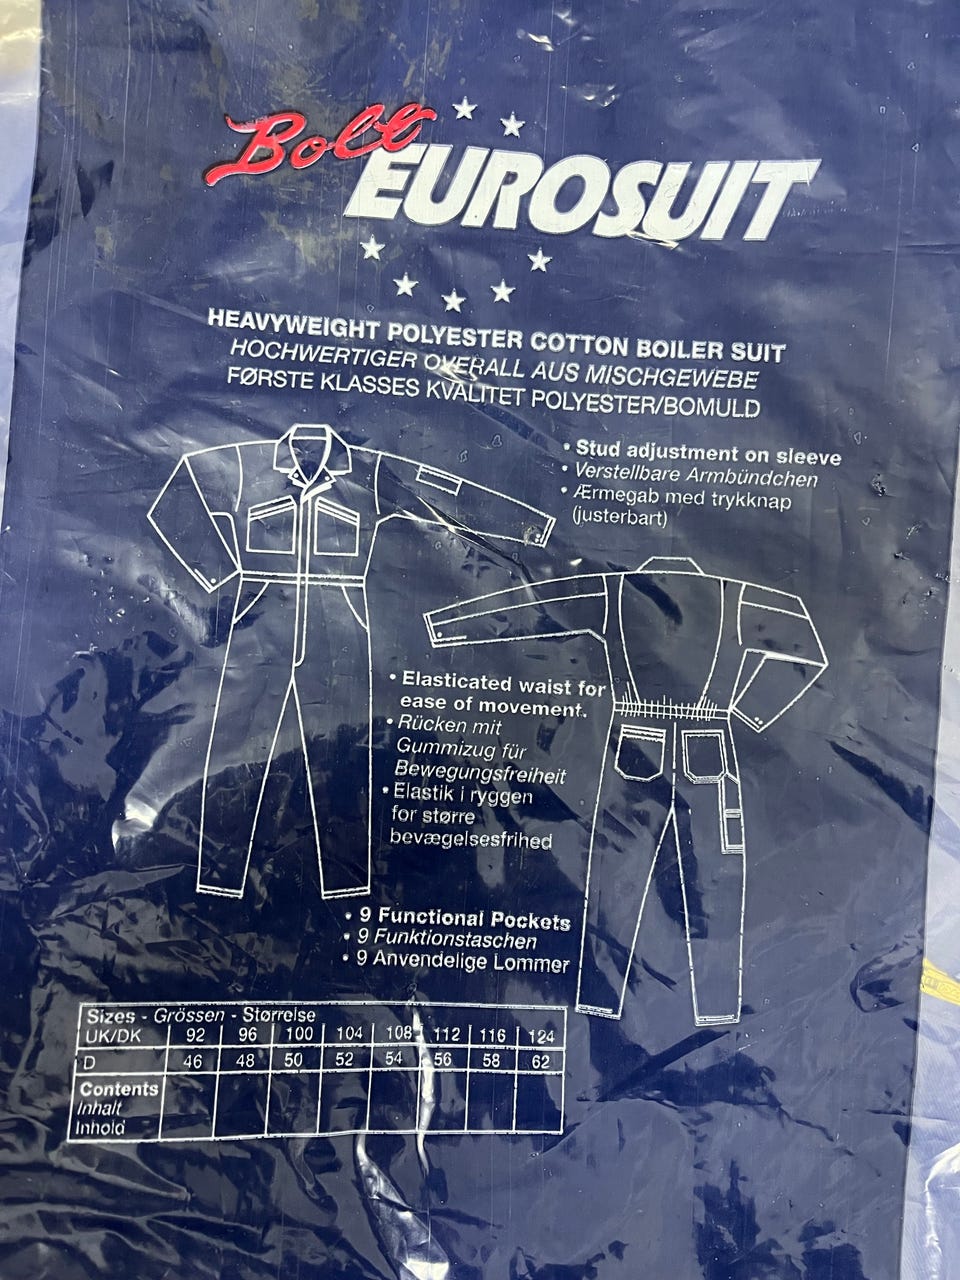 Bolt
EUROSUIT
HEAVYWEIGHT POLYESTER COTTON BOILER SUIT
HOCHWERTIGER OVERALL AUS MISCHGEWEBE
FØRSTE KLASSES KVALITET POLYESTER/BOMULD
• Stud adjustment on sleeve
• Verstellbare Armbündchen
• Ærmegab med trykknap
(justerbart)
• Elasticated waist for
ease of movement.
• Rücken mit
Gummizug für
Bewegungsfreiheit
• Elastik i ryggen
for større
bevægelsesfrihed
• 9 Functional Pockets
• 9 Funktionstaschen
• 9 Anvendelige Lommer
Sizes - Grössen - Størrelse
UK/DK 92 96 100 104 108 112 116 124
D 46 48 50 52 54 56 58 62
Contents
Inhalt
Inhold